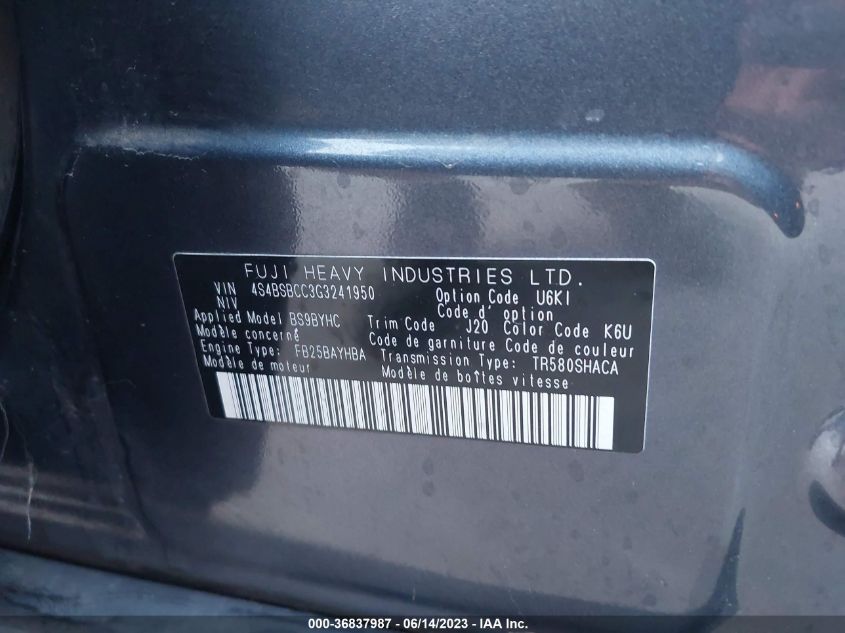 FUJI HEAVY INDUSTRIES LTD.
VIN 4S4BSBCC3G3241950 Option Code U6KI
NIV Code d' option
Applied Model BS9BYHC Trim Code J20 Color Code K6U
Modèle concerné Code de garniture Code de couleur
Engine Type: FB25BAYHBA Transmission Type: TR580SHACA
Modèle de moteur Modèle de boîtes vitesse
000-36837987 - 06/14/2023 - IAA Inc.